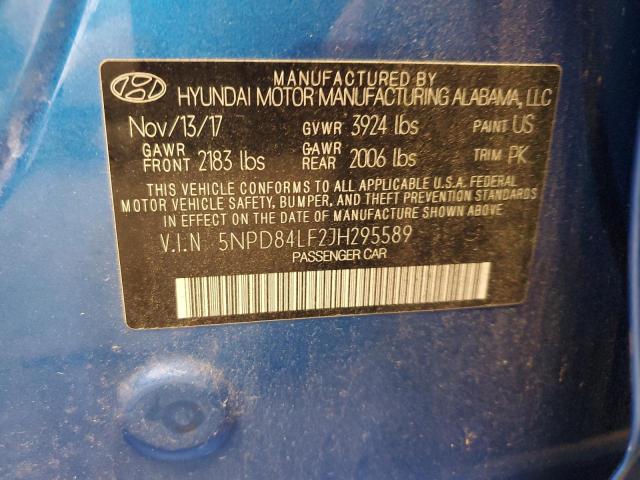 MANUFACTURED BY
HYUNDAI MOTOR MANUFACTURING ALABAMA, LLC
Nov/13/17 GVWR 3924 lbs PAINT US
GAWR FRONT 2183 lbs GAWR REAR 2006 lbs TRIM PK
THIS VEHICLE CONFORMS TO ALL APPLICABLE U.S.A. FEDERAL
MOTOR VEHICLE SAFETY, BUMPER, AND THEFT PREVENTION STANDARDS
IN EFFECT ON THE DATE OF MANUFACTURE SHOWN ABOVE.
V.I.N 5NPD84LF2JH295589
PASSENGER CAR